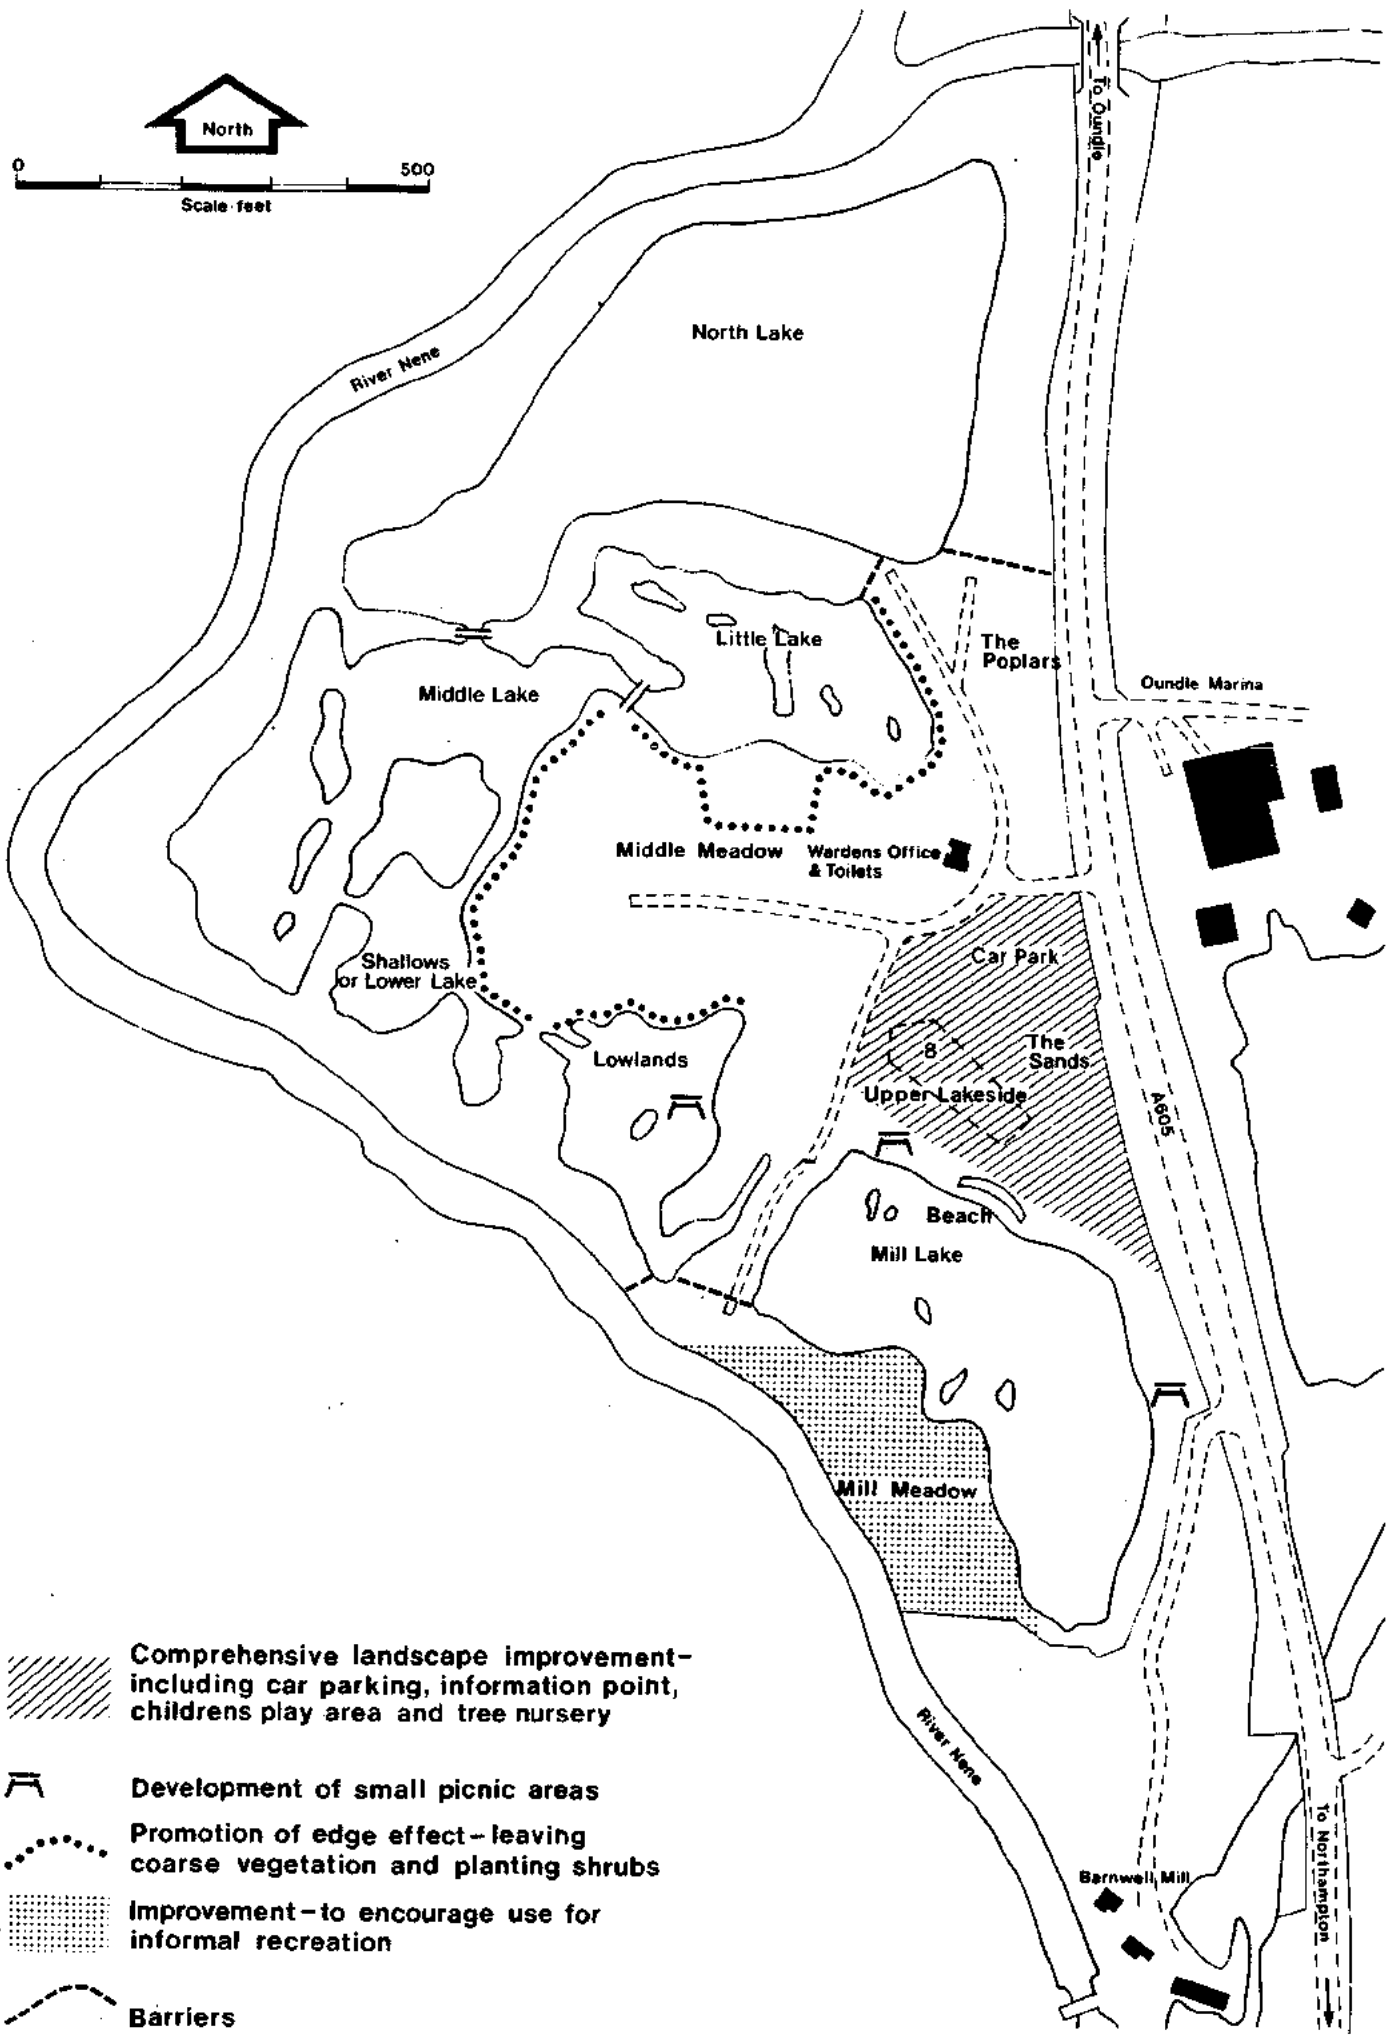 To Oundle
North
0
500
Scale-feet
North Lake
River Nene
Little Lake
The
Poplars
Oundle Marina
Middle Lake
Middle Meadow
Wardens Office
& Toilets
Car Park
Shallows
or Lower Lake
The
Sands
8
Lowlands
Upper Lakeside
A605
Beach
Mill Lake
Mill Meadow
River Nene
To Northampton
Barnwell Mill
Comprehensive landscape improvement-
including car parking, information point,
childrens play area and tree nursery
Development of small picnic areas
Promotion of edge effect-leaving
coarse vegetation and planting shrubs
Improvement-to encourage use for
informal recreation
Barriers